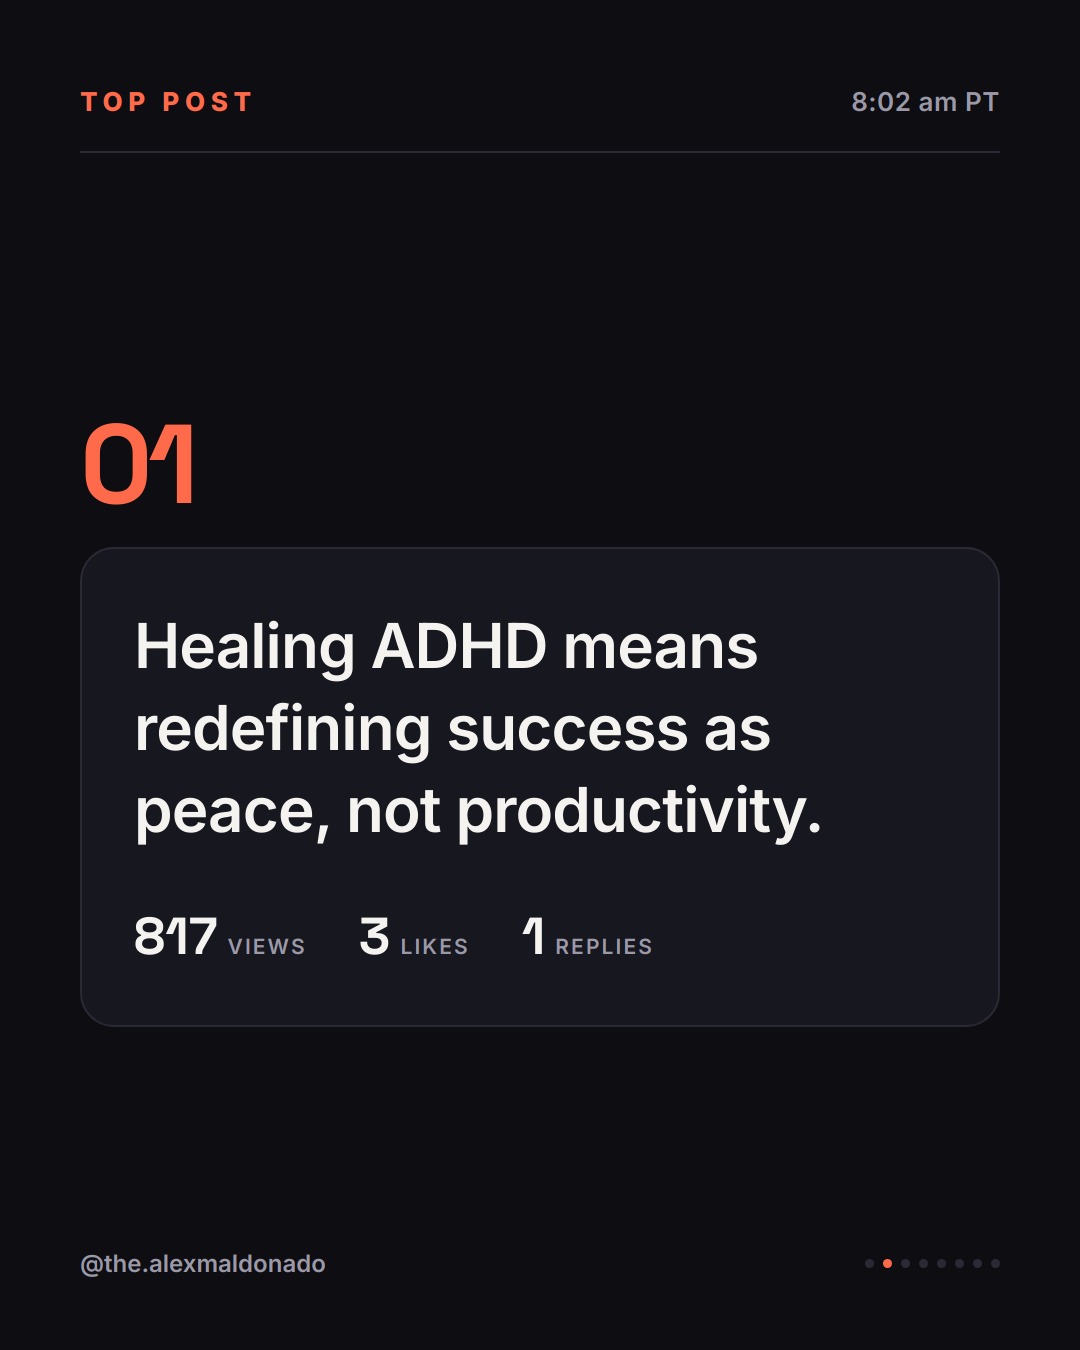 TOP POST
8:02 am PT
01
Healing ADHD means
redefining success as
peace, not productivity.
817 VIEWS 3 LIKES 1 REPLIES
@the.alexmaldonado